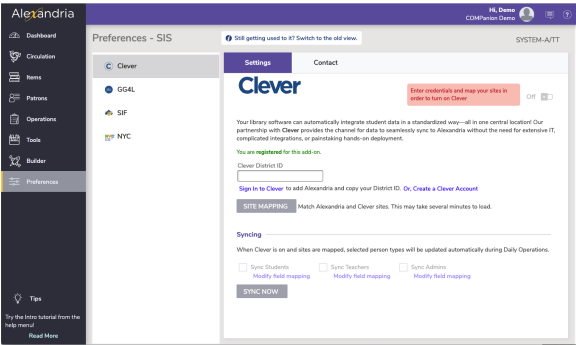 Alexandria
Hi, Demo
COMPanion Demo
Dashboard
Circulation
Items
Patrons
Operations
Tools
Builder
Preferences
Tips
Try the Intro tutorial from the
help menu!
Read More
Preferences - SIS
Still getting used to it? Switch to the old view.
SYSTEM-A/TT
Clever
GG4L
SIF
NYC
Settings
Contact
Clever
Enter credentials and map your sites in
order to turn on Clever
Off
Your library software can automatically integrate student data in a standardized way—all in one central location! Our
partnership with Clever provides the channel for data to seamlessly sync to Alexandria without the need for extensive IT,
complicated integrations, or painstaking hands-on deployment.
You are registered for this add-on.
Clever District ID
Sign In to Clever to add Alexandria and copy your District ID. Or, Create a Clever Account
SITE MAPPING Match Alexandria and Clever sites. This may take several minutes to load.
Syncing
When Clever is on and sites are mapped, selected person types will be updated automatically during Daily Operations.
Sync Students Sync Teachers Sync Admins
Modify field mapping Modify field mapping Modify field mapping
SYNC NOW